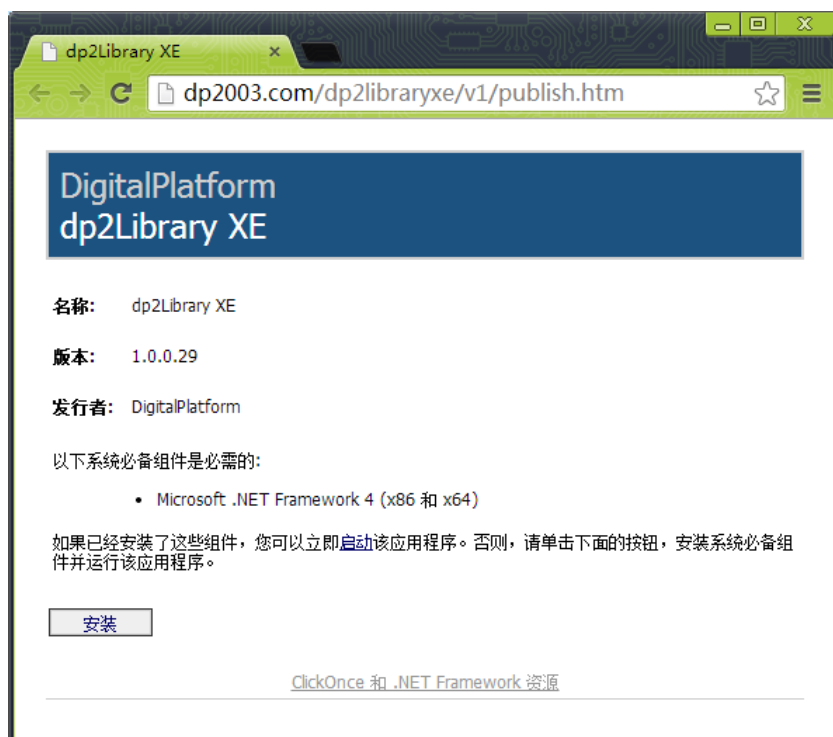 dp2Library XE
dp2003.com/dp2libraryxe/v1/publish.htm
DigitalPlatform
dp2Library XE
名称: dp2Library XE
版本: 1.0.0.29
发行者: DigitalPlatform
以下系统必备组件是必需的:
• Microsoft .NET Framework 4 (x86 和 x64)
如果已经安装了这些组件，您可以立即启动该应用程序。否则，请单击下面的按钮，安装系统必备组
件并运行该应用程序。
安装
ClickOnce 和 .NET Framework 资源